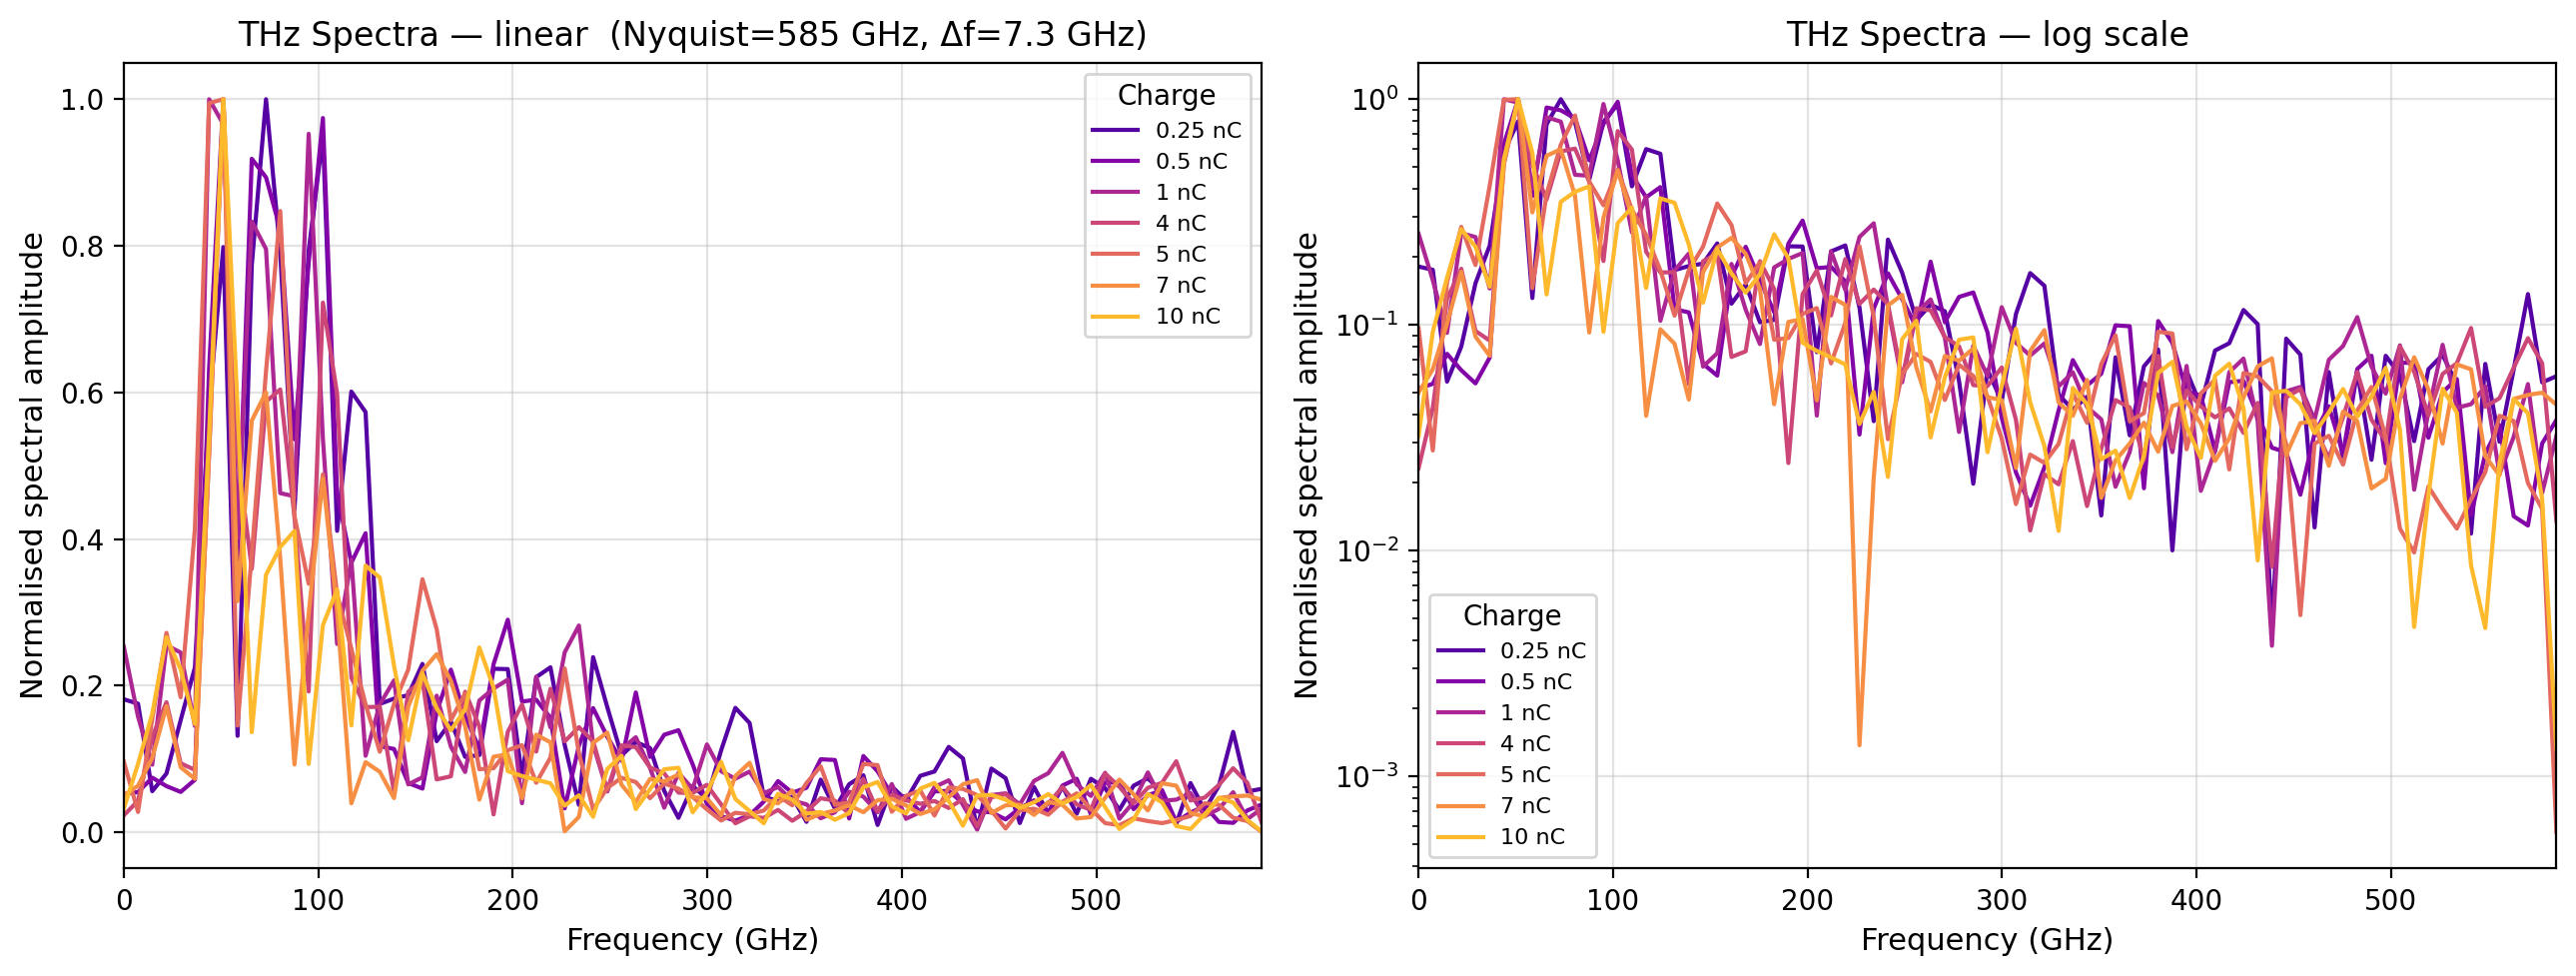 THz Spectra — linear  (Nyquist=585 GHz, Δf=7.3 GHz)
Normalised spectral amplitude
1.0
0.8
0.6
0.4
0.2
0.0
0 100 200 300 400 500
Frequency (GHz)
Charge
0.25 nC
0.5 nC
1 nC
4 nC
5 nC
7 nC
10 nC
THz Spectra — log scale
Normalised spectral amplitude
10⁰
10⁻¹
10⁻²
10⁻³
0 100 200 300 400 500
Frequency (GHz)
Charge
0.25 nC
0.5 nC
1 nC
4 nC
5 nC
7 nC
10 nC